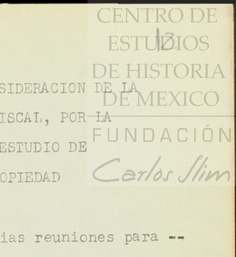 CENTRO DE
ESTUDIOS
DE HISTORIA
DE MEXICO
FUNDACIÓN
Carlos Slim
13
SIDERACION DE LA
ISCAL, POR LA
ESTUDIO DE
OPIEDAD
ias reuniones para --